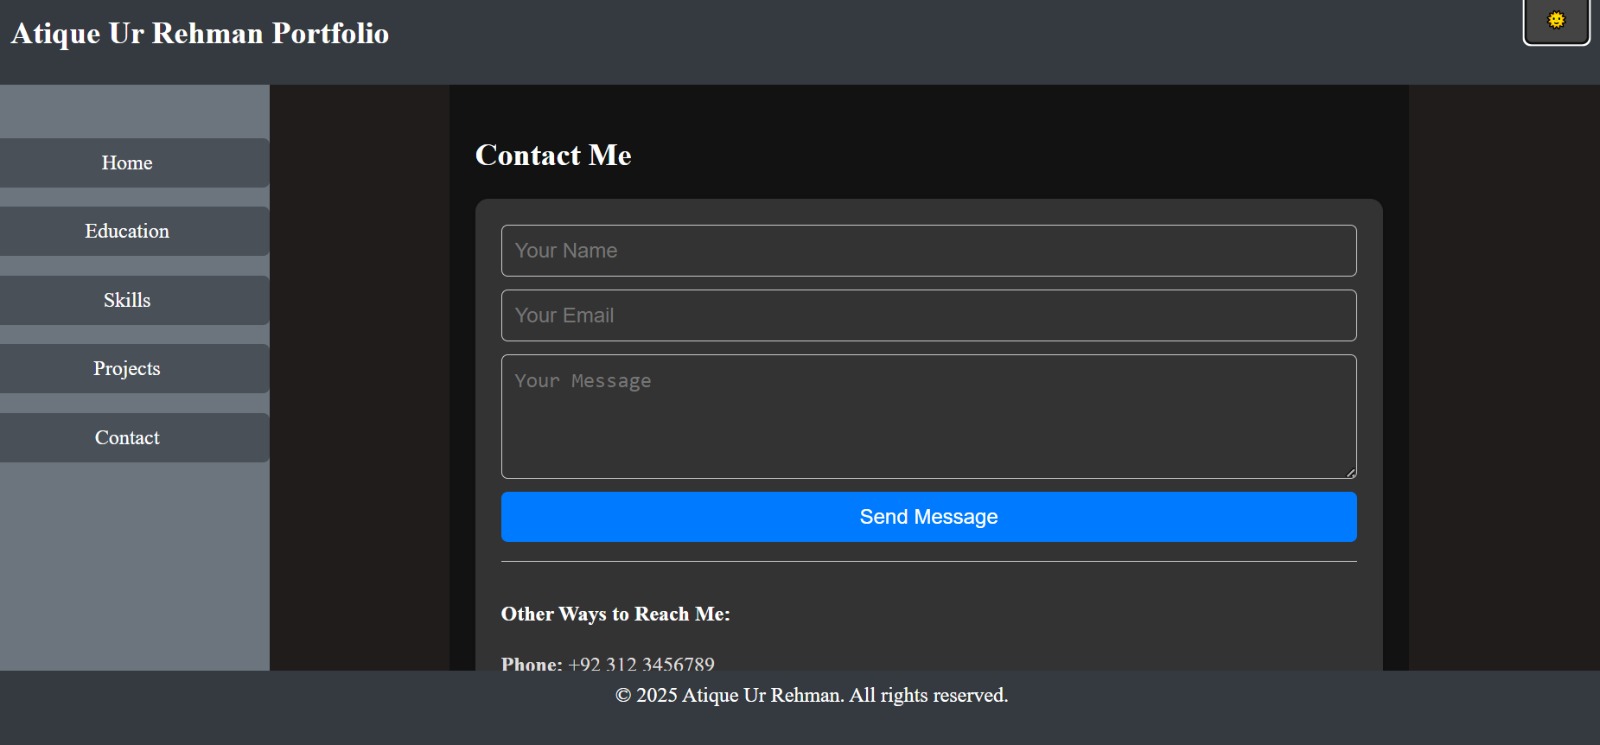 Atique Ur Rehman Portfolio
Home
Education
Skills
Projects
Contact
Contact Me
Your Name
Your Email
Your Message
Send Message
Other Ways to Reach Me:
Phone: +92 312 3456789
© 2025 Atique Ur Rehman. All rights reserved.